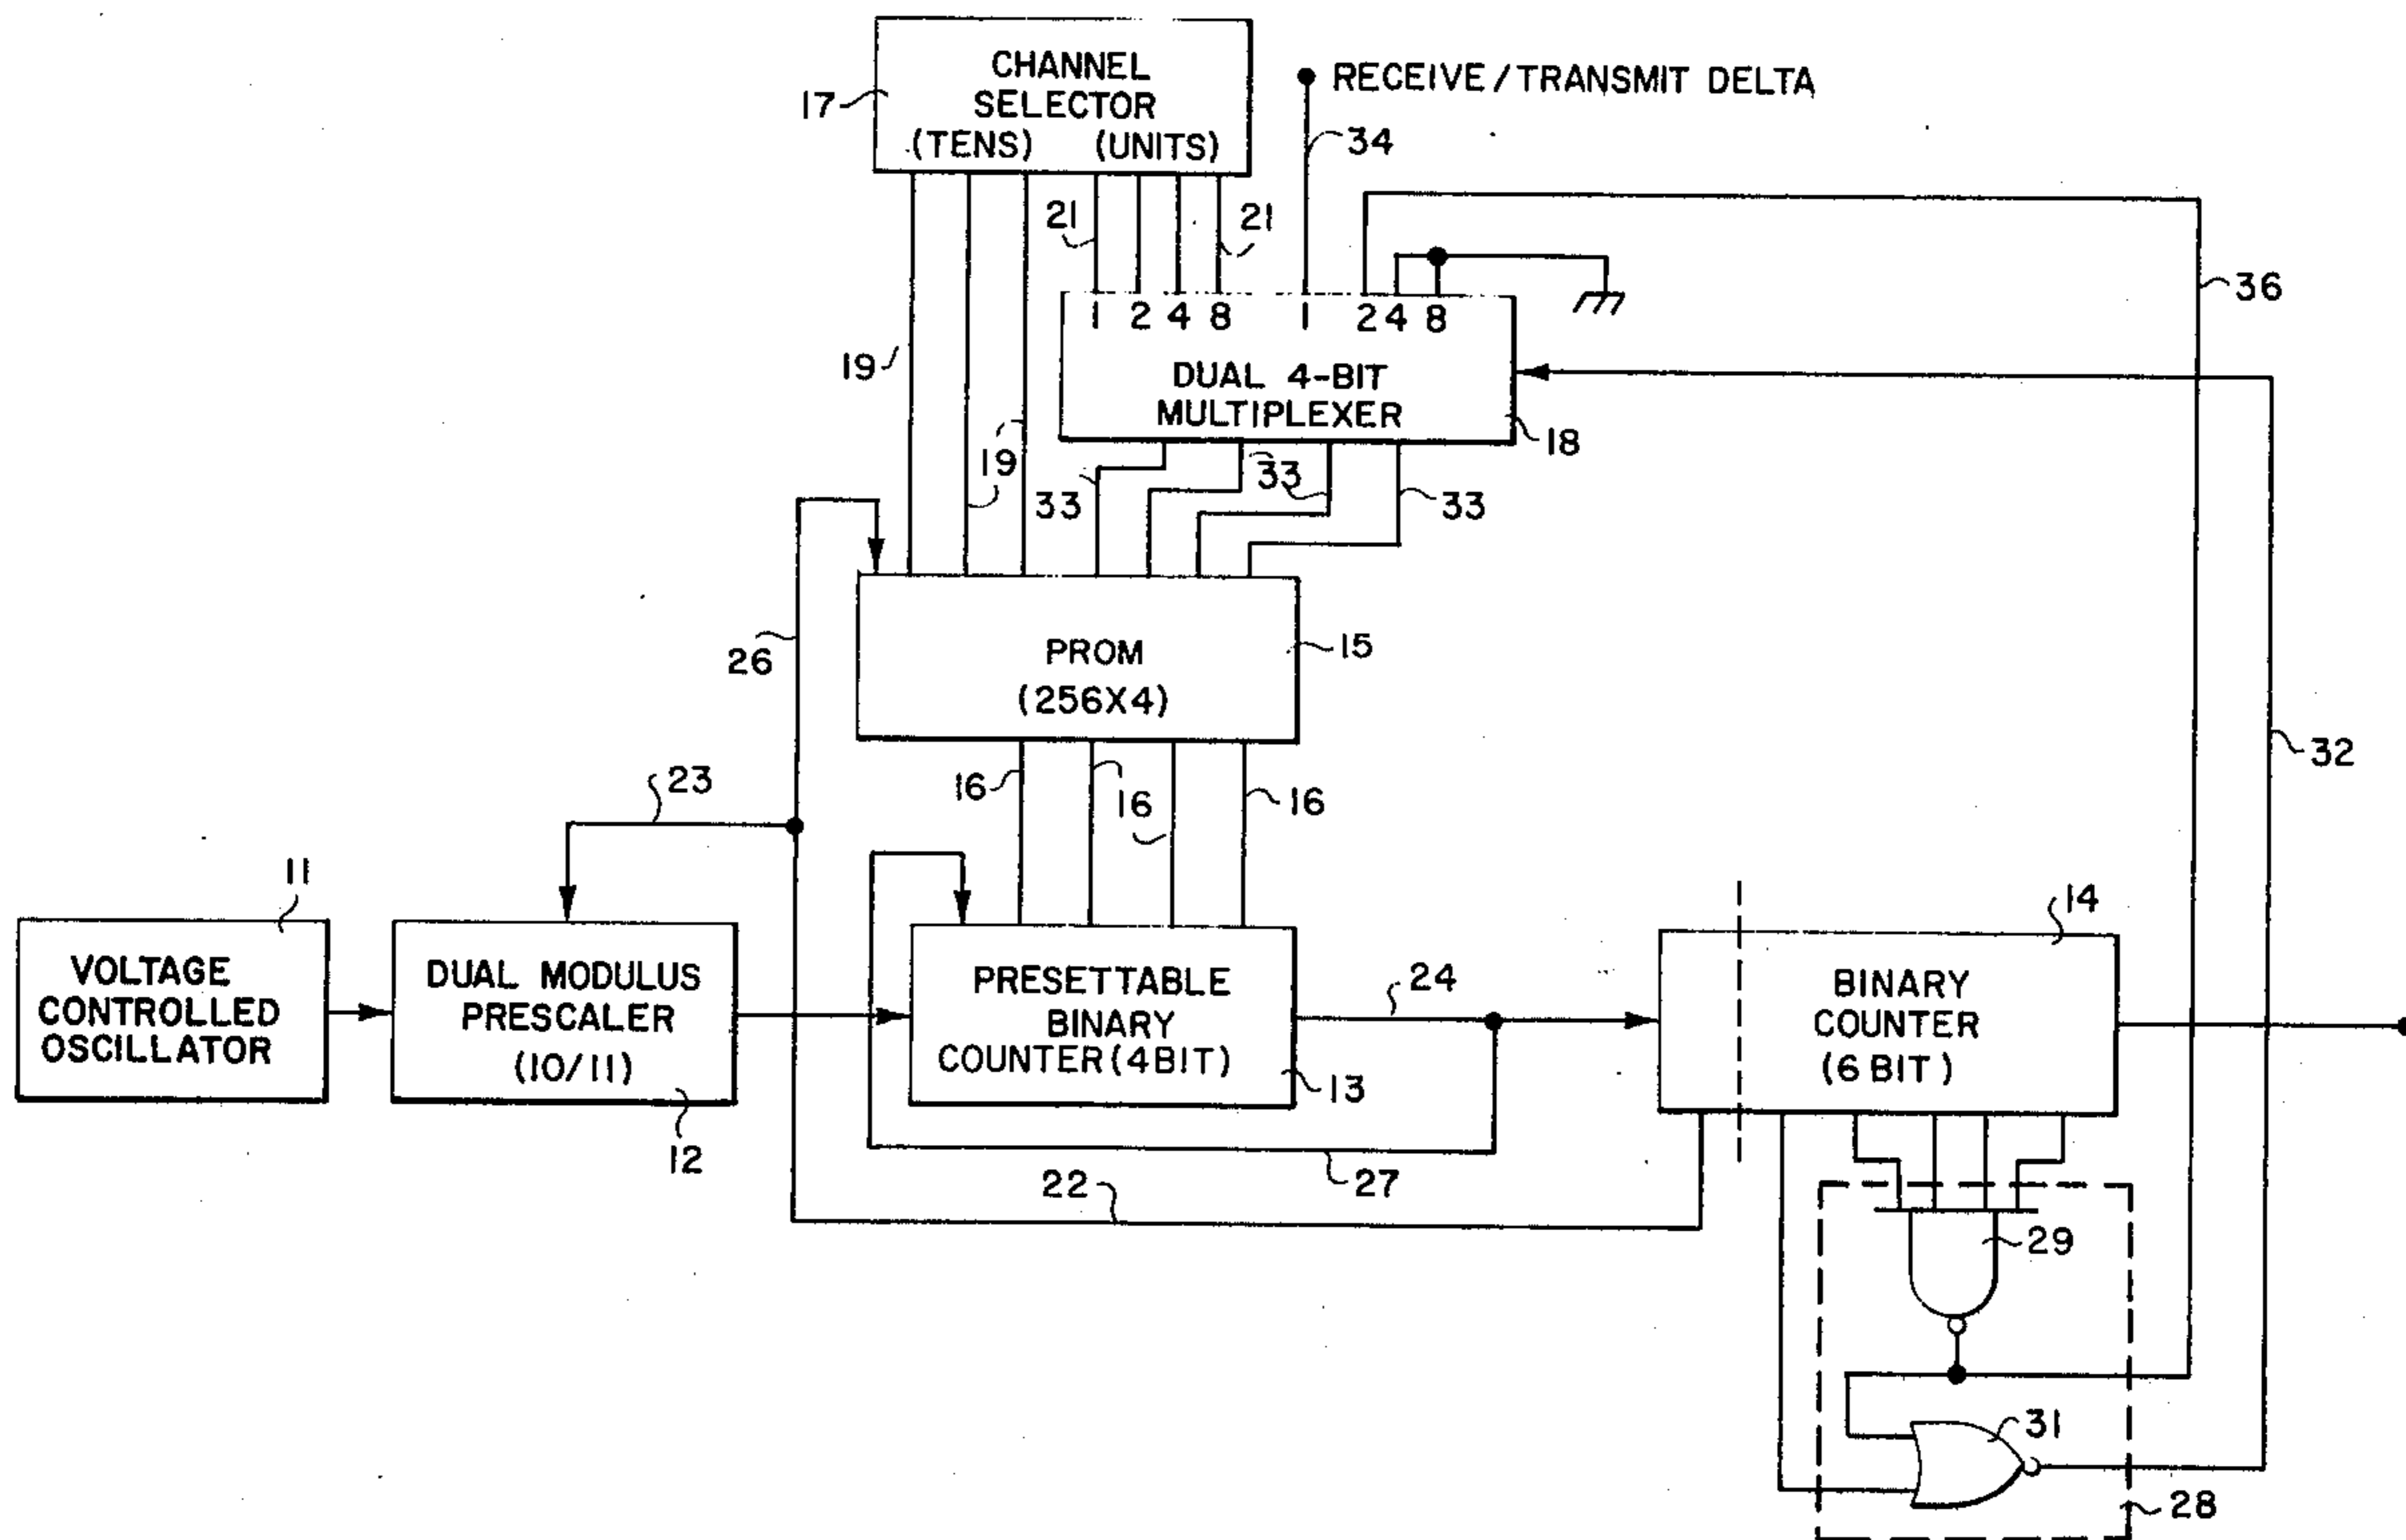 CHANNEL
SELECTOR
(TENS) (UNITS)
17
RECEIVE/TRANSMIT DELTA
34
21
21
36
1 2 4 8 1 2 4 8
DUAL 4-BIT
MULTIPLEXER
18
19
19
33
33
33
26
PROM
(256X4)
15
32
23
16
16
16
11
VOLTAGE
CONTROLLED
OSCILLATOR
DUAL MODULUS
PRESCALER
(10/11)
12
PRESETTABLE
BINARY
COUNTER(4BIT)
13
24
14
BINARY
COUNTER
(6 BIT)
27
22
29
31
28